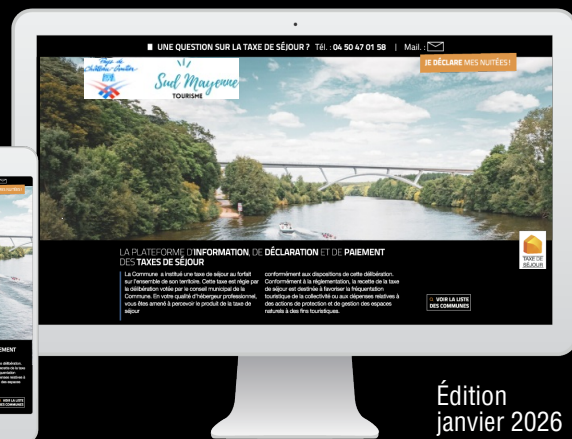 UNE QUESTION SUR LA TAXE DE SÉJOUR ? Tél. : 04 50 47 01 58 | Mail. :
JE DÉCLARE MES NUITÉES !
Pays de
Château-Gontier
Sud Mayenne
TOURISME
LA PLATEFORME D'INFORMATION, DE DÉCLARATION ET DE PAIEMENT
DES TAXES DE SÉJOUR
La Commune a institué une taxe de séjour au forfait
sur l'ensemble de son territoire. Cette taxe est régie par
la délibération votée par le conseil municipal de la
Commune. En votre qualité d'hébergeur professionnel,
vous êtes amené à percevoir le produit de la taxe de
séjour
conformément aux dispositions de cette délibération.
Conformément à la réglementation, la recette de la taxe
de séjour est destinée à favoriser la fréquentation
touristique de la collectivité ou aux dépenses relatives à
des actions de protection et de gestion des espaces
naturels à des fins touristiques.
TAXE DE
SÉJOUR
VOIR LA LISTE
DES COMMUNES
Édition
janvier 2026